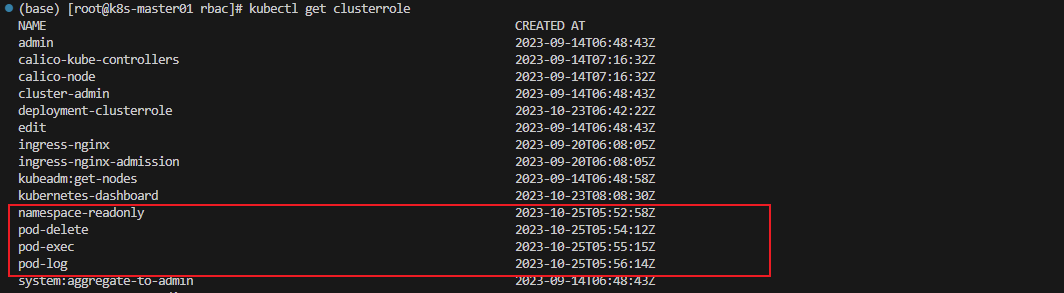 (base) [root@k8s-master01 rbac]# kubectl get clusterrole
NAME CREATED AT
admin 2023-09-14T06:48:43Z
calico-kube-controllers 2023-09-14T07:16:32Z
calico-node 2023-09-14T07:16:32Z
cluster-admin 2023-09-14T06:48:43Z
deployment-clusterrole 2023-10-23T06:42:22Z
edit 2023-09-14T06:48:43Z
ingress-nginx 2023-09-20T06:08:05Z
ingress-nginx-admission 2023-09-20T06:08:05Z
kubeadm:get-nodes 2023-09-14T06:48:58Z
kubernetes-dashboard 2023-10-23T08:08:30Z
namespace-readonly 2023-10-25T05:52:58Z
pod-delete 2023-10-25T05:54:12Z
pod-exec 2023-10-25T05:55:15Z
pod-log 2023-10-25T05:56:14Z
system:aggregate-to-admin 2023-09-14T06:48:43Z